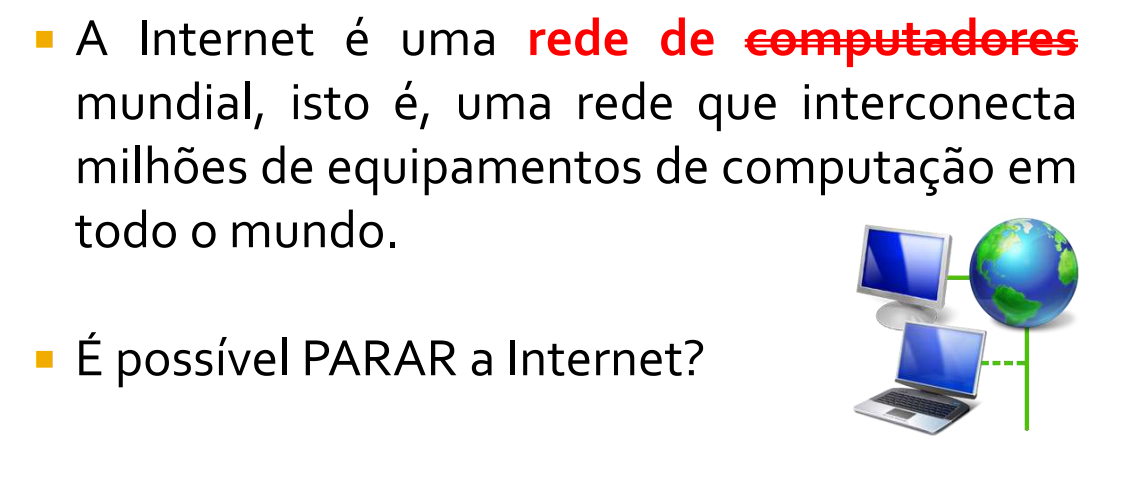 A Internet é uma rede de computadores
mundial, isto é, uma rede que interconecta
milhões de equipamentos de computação em
todo o mundo.
É possível PARAR a Internet?